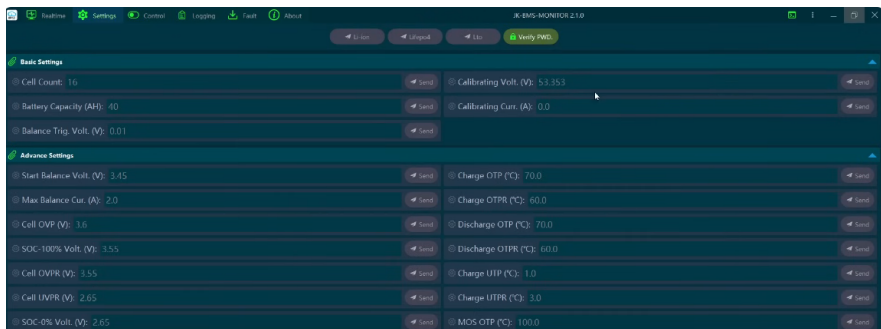 Realtime Settings Control Logging Fault About JK-BMS-MONITOR 2.1.0
Li-ion Lifepo4 Lto Verify PWD.
Basic Settings
Cell Count: 16 Send Calibrating Volt. (V): 53.353 Send
Battery Capacity (AH): 40 Send Calibrating Curr. (A): 0.0 Send
Balance Trig. Volt. (V): 0.01 Send
Advance Settings
Start Balance Volt. (V): 3.45 Send Charge OTP (°C): 70.0 Send
Max Balance Cur. (A): 2.0 Send Charge OTPR (°C): 60.0 Send
Cell OVP (V): 3.6 Send Discharge OTP (°C): 70.0 Send
SOC-100% Volt. (V): 3.55 Send Discharge OTPR (°C): 60.0 Send
Cell OVPR (V): 3.55 Send Charge UTP (°C): 1.0 Send
Cell UVPR (V): 2.65 Send Charge UTPR (°C): 3.0 Send
SOC-0% Volt. (V): 2.65 Send MOS OTP (°C): 100.0 Send